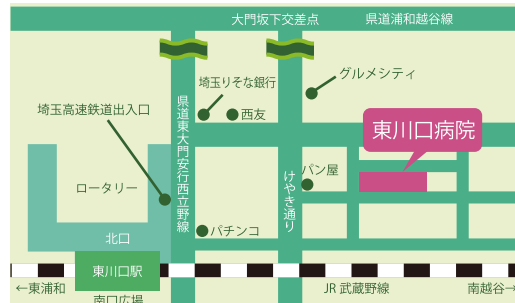 大門坂下交差点
県道浦和越谷線
グルメシティ
埼玉りそな銀行
西友
埼玉高速鉄道出入口
県道東大門安行西立野線
東川口病院
けやき通り
パン屋
ロータリー
パチンコ
北口
東川口駅
←東浦和
南口広場
JR 武蔵野線
南越谷→